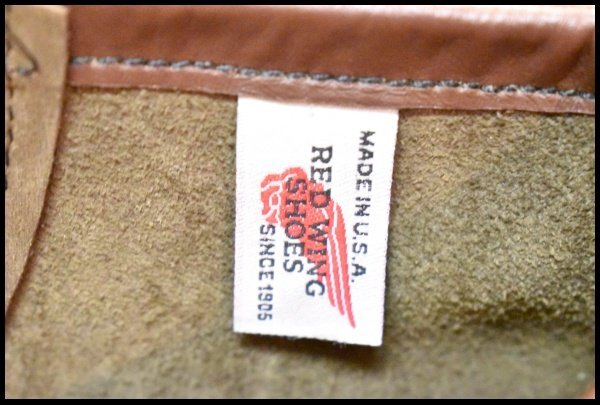 MADE IN U.S.A.
RED WING
SHOES
SINCE 1905